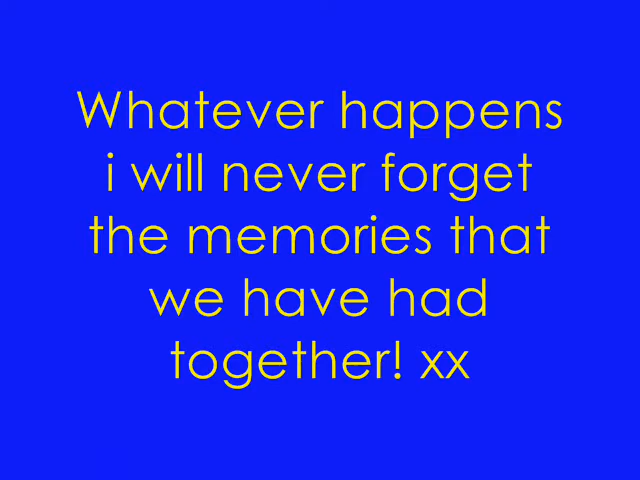 Whatever happens
i will never forget
the memories that
we have had
together! xx